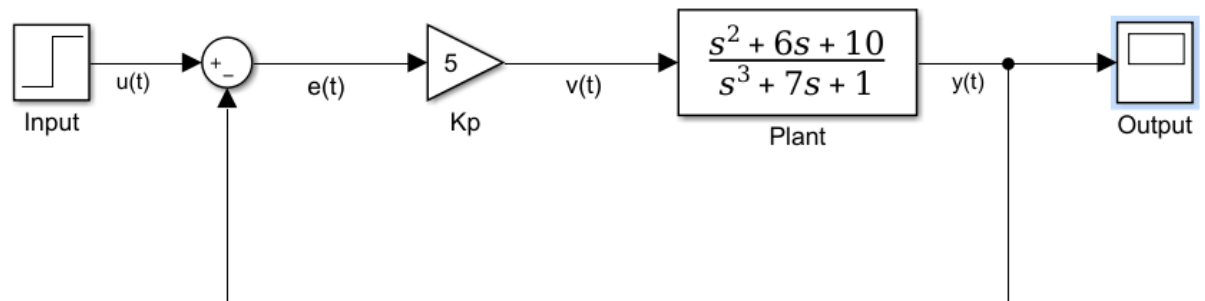 +
−
5
s² + 6s + 10
s³ + 7s + 1
u(t)
e(t)
v(t)
y(t)
Input
Kp
Plant
Output